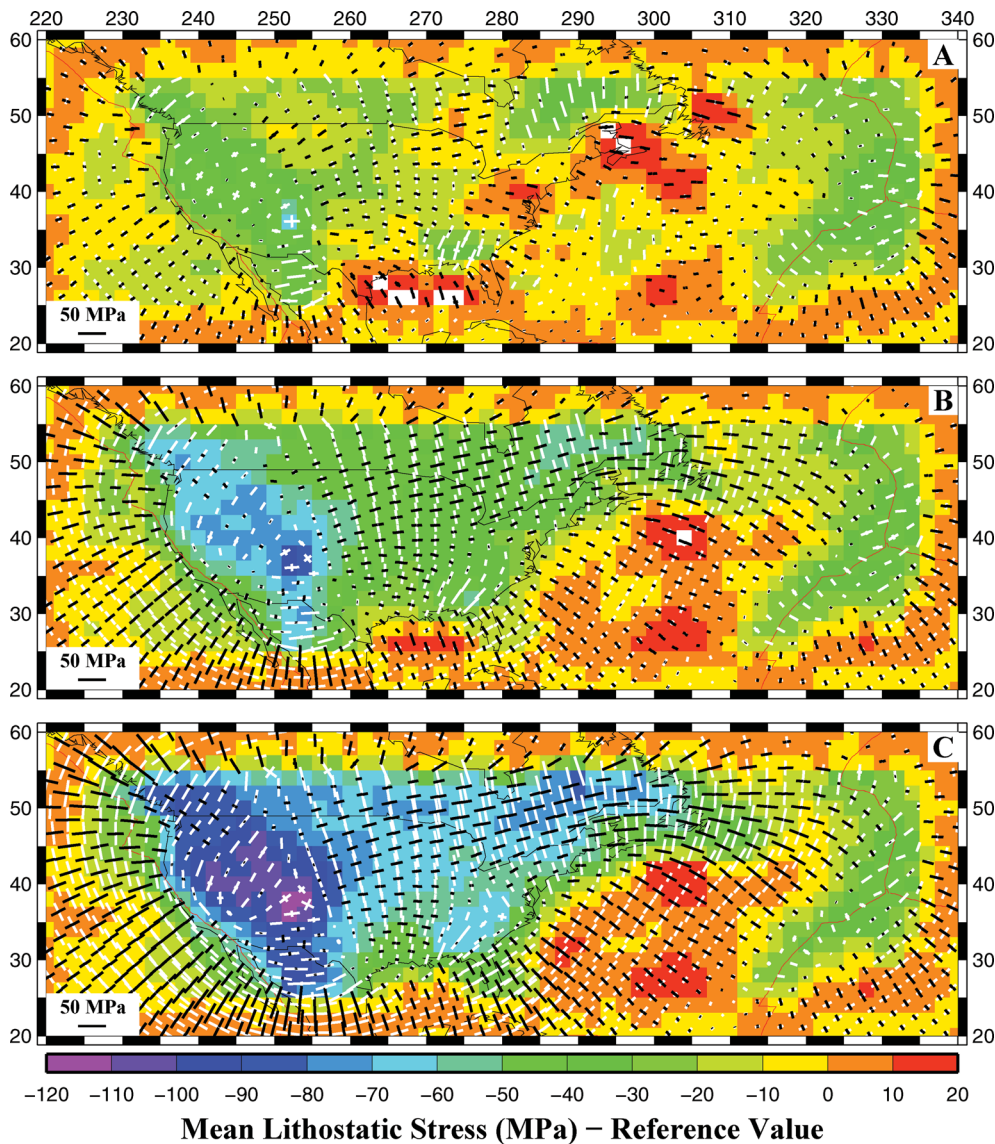 220 230 240 250 260 270 280 290 300 310 320 330 340
60 A 60
50 50
40 40
30 30
50 MPa
20 20
60 B 60
50 50
40 40
30 30
50 MPa
20 20
60 C 60
50 50
40 40
30 30
50 MPa
20 20
−120 −110 −100 −90 −80 −70 −60 −50 −40 −30 −20 −10 0 10 20
Mean Lithostatic Stress (MPa) − Reference Value